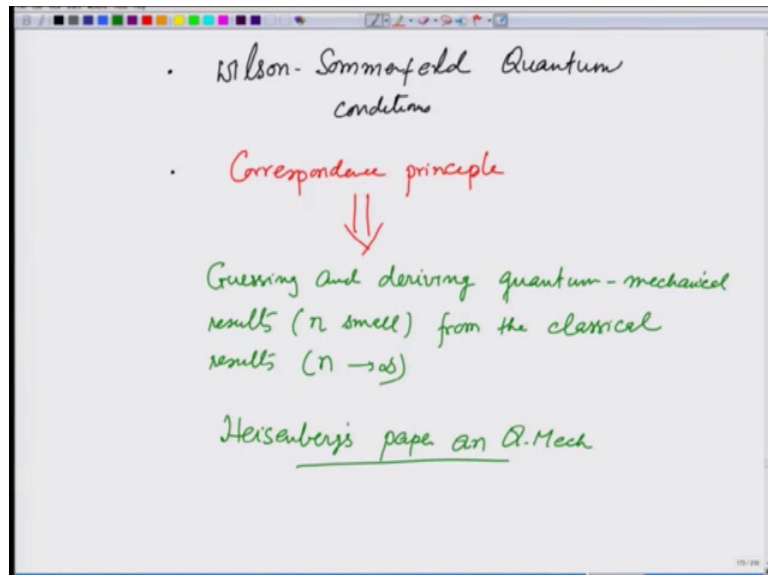 · Wilson-Sommerfeld Quantum
conditions
· Correspondence principle
Guessing and deriving quantum-mechanical
results (n small) from the classical
results (n →∞)
Heisenberg's paper on Q.Mech